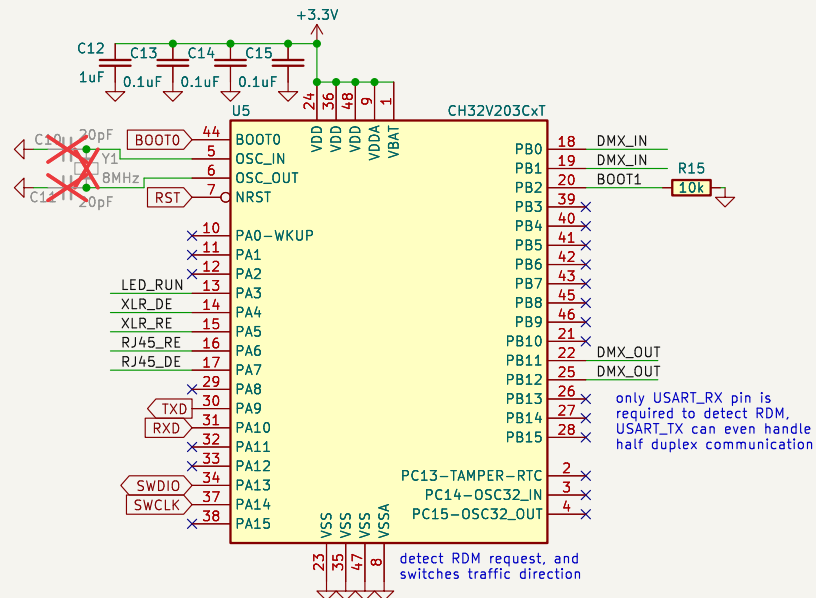 +3.3V
C12
C13
C14
C15
1uF
0.1uF
0.1uF
0.1uF
U5
CH32V203CxT
24
36
48
9
1
VDD
VDD
VDD
VDDA
VBAT
C10
20pF
Y1
8MHz
C11
20pF
BOOT0
44
BOOT0
5
OSC_IN
6
OSC_OUT
RST
7
NRST
10
PA0-WKUP
11
PA1
12
PA2
LED_RUN
13
PA3
XLR_DE
14
PA4
XLR_RE
15
PA5
RJ45_RE
16
PA6
RJ45_DE
17
PA7
29
PA8
TXD
30
PA9
RXD
31
PA10
32
PA11
33
PA12
SWDIO
34
PA13
SWCLK
37
PA14
38
PA15
PB0
18
DMX_IN
PB1
19
DMX_IN
PB2
20
BOOT1
R15
10k
PB3
39
PB4
40
PB5
41
PB6
42
PB7
43
PB8
45
PB9
46
PB10
21
PB11
22
DMX_OUT
PB12
25
DMX_OUT
PB13
26
PB14
27
PB15
28
only USART_RX pin is
required to detect RDM,
USART_TX can even handle
half duplex communication
PC13-TAMPER-RTC
2
PC14-OSC32_IN
3
PC15-OSC32_OUT
4
VSS
VSS
VSS
VSSA
23
35
47
8
detect RDM request, and
switches traffic direction